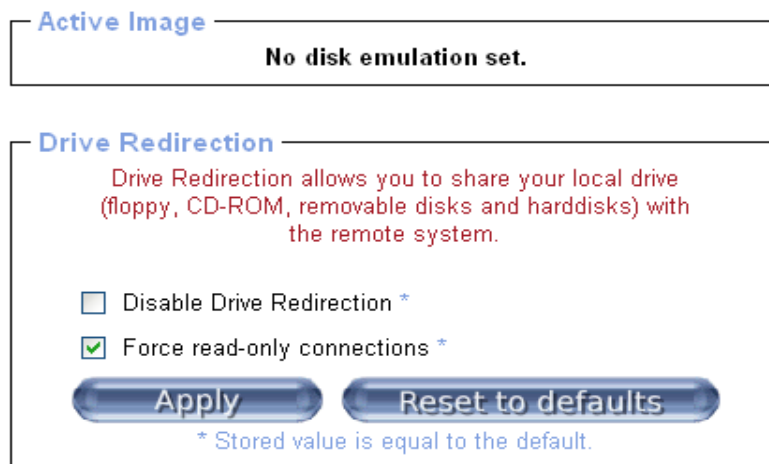 Active Image
No disk emulation set.
Drive Redirection
Drive Redirection allows you to share your local drive
(floppy, CD-ROM, removable disks and harddisks) with
the remote system.
Disable Drive Redirection *
Force read-only connections *
Apply Reset to defaults
* Stored value is equal to the default.